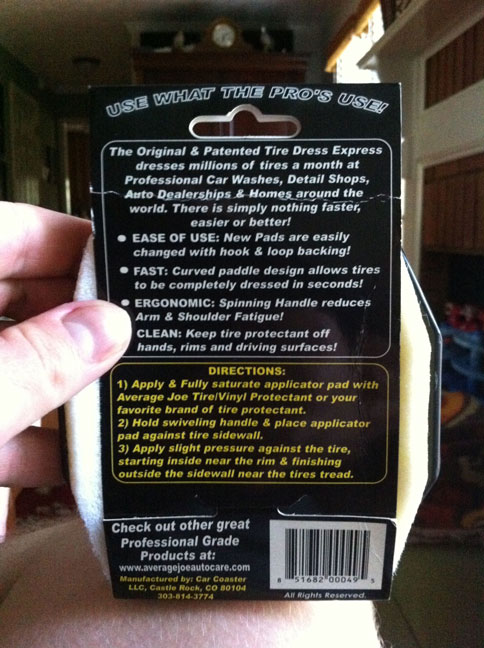 USE WHAT THE PRO'S USE!
The Original & Patented Tire Dress Express
dresses millions of tires a month at
Professional Car Washes, Detail Shops,
Auto Dealerships & Homes around the
world. There is simply nothing faster,
easier or better!
EASE OF USE: New Pads are easily
changed with hook & loop backing!
FAST: Curved paddle design allows tires
to be completely dressed in seconds!
ERGONOMIC: Spinning Handle reduces
Arm & Shoulder Fatigue!
CLEAN: Keep tire protectant off
hands, rims and driving surfaces!
DIRECTIONS:
1) Apply & Fully saturate applicator pad with
Average Joe Tire/Vinyl Protectant or your
favorite brand of tire protectant.
2) Hold swiveling handle & place applicator
pad against tire sidewall.
3) Apply slight pressure against the tire,
starting inside near the rim & finishing
outside the sidewall near the tires tread.
Check out other great
Professional Grade
Products at:
www.averagejoeautocare.com
Manufactured by: Car Coaster
LLC, Castle Rock, CO 80104
303-814-3774
8 51682 00049 5
All Rights Reserved.